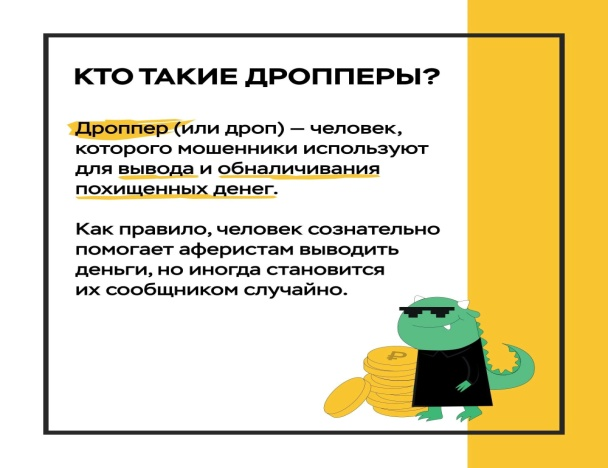 КТО ТАКИЕ ДРОППЕРЫ?
Дроппер (или дроп) — человек,
которого мошенники используют
для вывода и обналичивания
похищенных денег.
Как правило, человек сознательно
помогает аферистам выводить
деньги, но иногда становится
их сообщником случайно.
₽